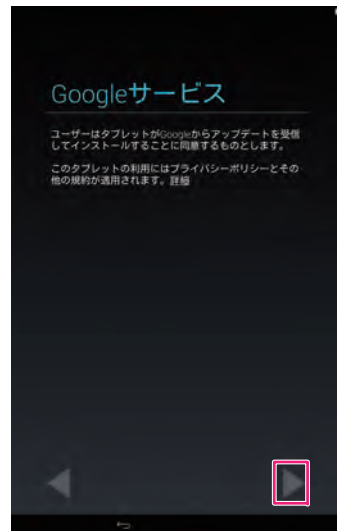 Googleサービス
ユーザーはタブレットがGoogleからアップデートを受信
してインストールすることに同意するものとします。
このタブレットの利用にはプライバシーポリシーとその
他の規約が適用されます。詳細